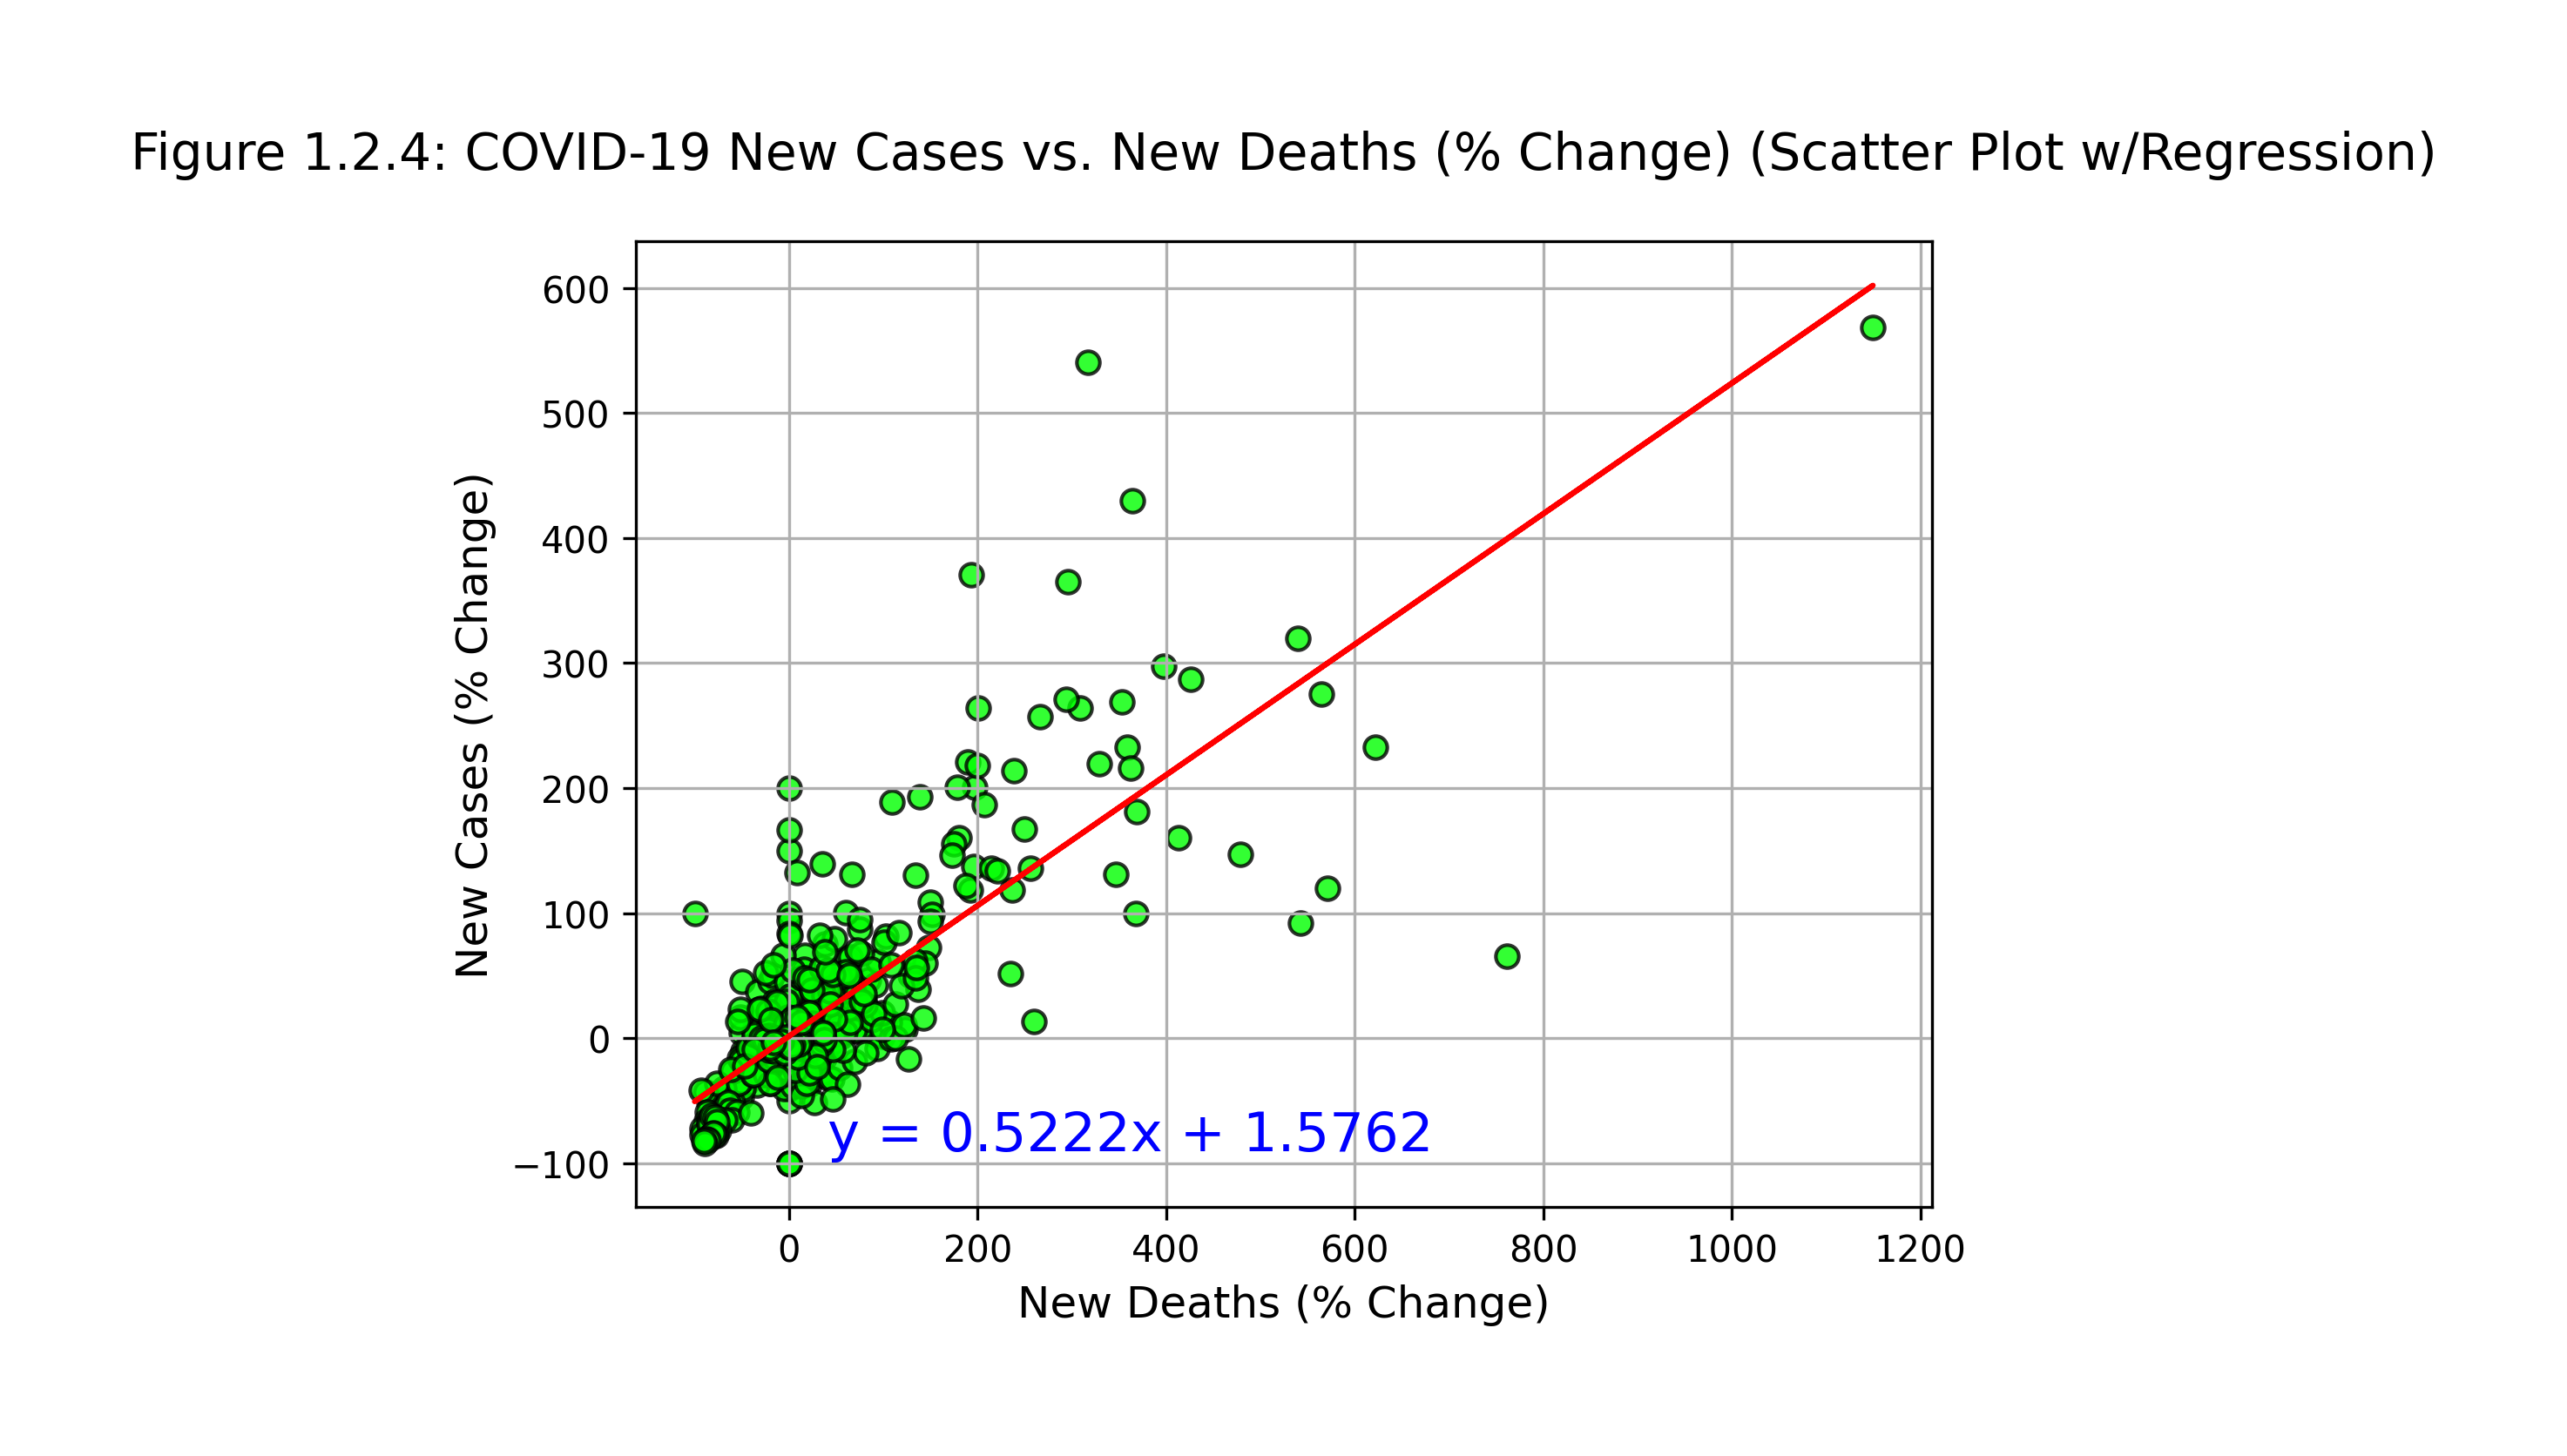 Figure 1.2.4: COVID-19 New Cases vs. New Deaths (% Change) (Scatter Plot w/Regression)
New Cases (% Change)
600
500
400
300
200
100
0
−100
y = 0.5222x + 1.5762
0 200 400 600 800 1000 1200
New Deaths (% Change)